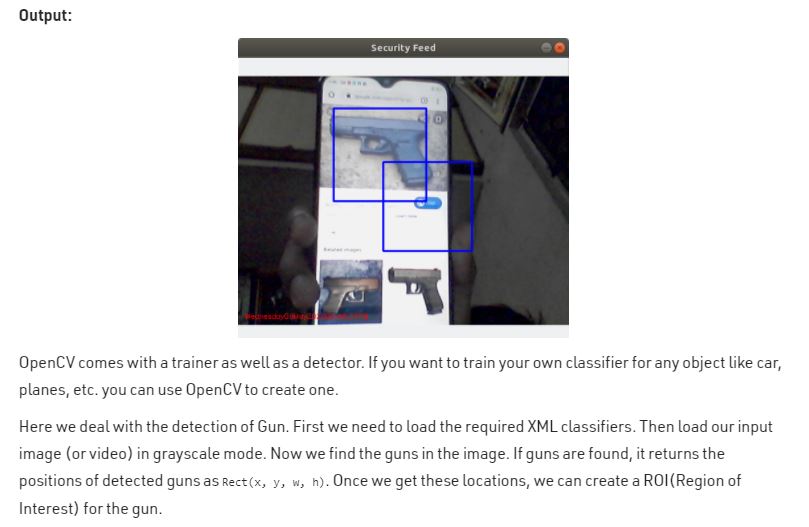 Output:
Security Feed
Related images
OpenCV comes with a trainer as well as a detector. If you want to train your own classifier for any object like car,
planes, etc. you can use OpenCV to create one.
Here we deal with the detection of Gun. First we need to load the required XML classifiers. Then load our input
image (or video) in grayscale mode. Now we find the guns in the image. If guns are found, it returns the
positions of detected guns as Rect(x, y, w, h). Once we get these locations, we can create a ROI(Region of
Interest) for the gun.